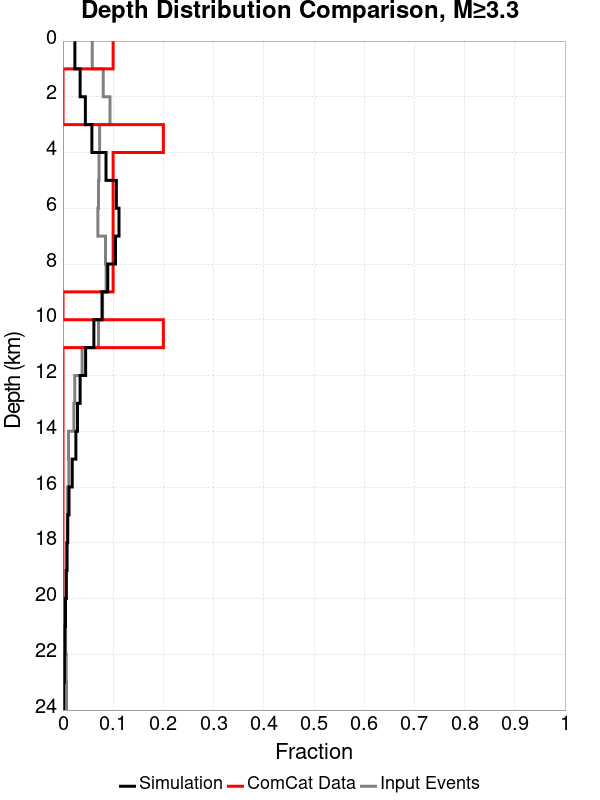 Depth Distribution Comparison, M≥3.3
0
2
4
6
8
10
12
14
16
18
20
22
24
Depth (km)
0 0.1 0.2 0.3 0.4 0.5 0.6 0.7 0.8 0.9 1
Fraction
Simulation ComCat Data Input Events